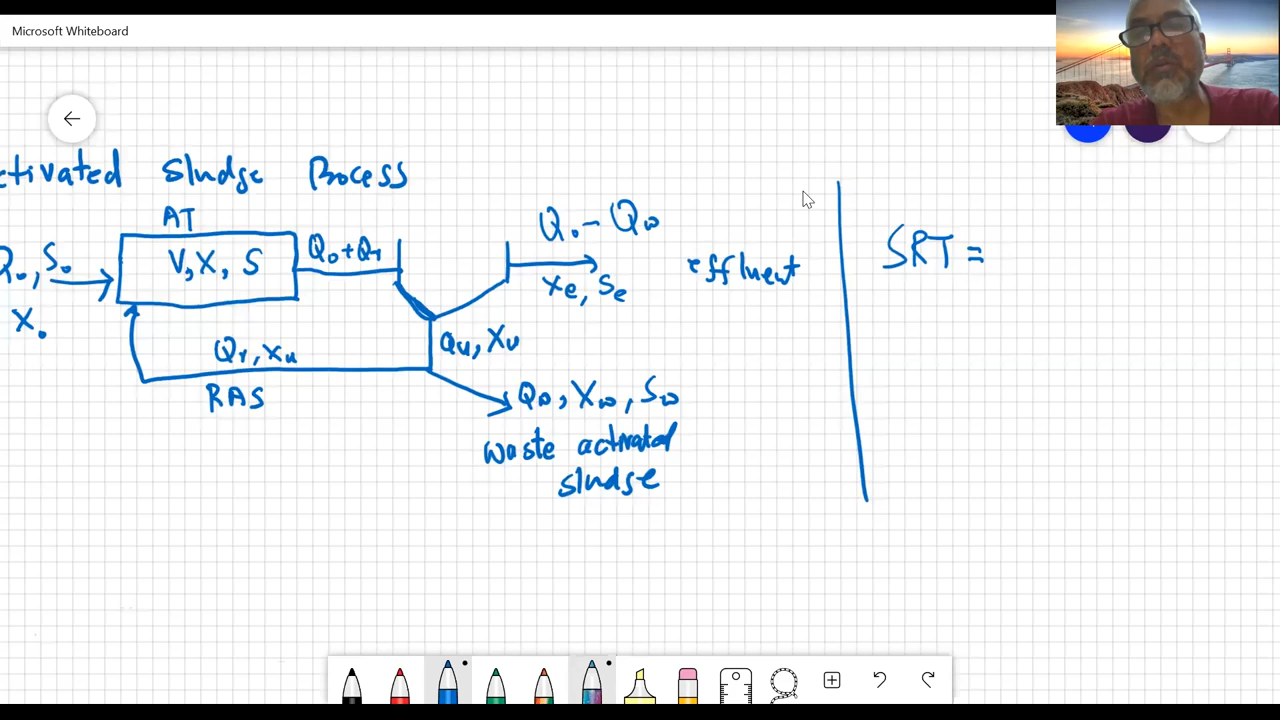 Microsoft Whiteboard
ctivated Sludge Process
AT
Q₀, S₀
X₀
V, X, S
Q₀+Qr
Q₀ - Qw
Xe, Se
effluent
Qu, Xu
Qr, Xu
RAS
Qw, Xw, Sw
waste activated
sludge
SRT =